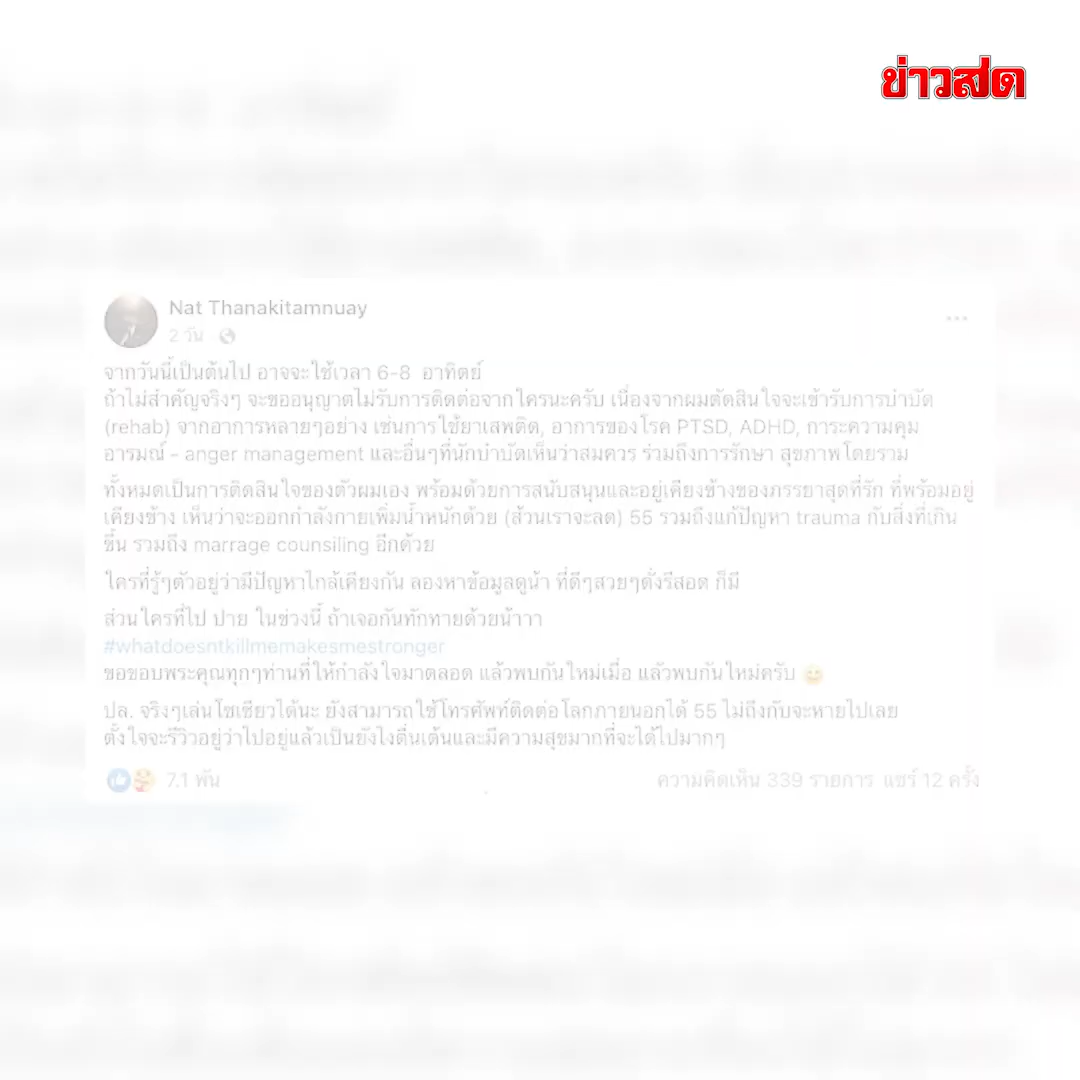 ข่าวสด
Nat Thanakitamnuay
2 วัน
จากวันนี้เป็นต้นไป อาจจะใช้เวลา 6-8 อาทิตย์
ถ้าไม่สำคัญจริงๆ จะขออนุญาตไม่รับการติดต่อจากใครนะครับ เนื่องจากผมตัดสินใจจะเข้ารับการบำบัด
(rehab) จากอาการหลายๆอย่าง เช่นการใช้ยาเสพติด, อาการของโรค PTSD, ADHD, การะความคุม
อารมณ์ - anger management และอื่นๆที่นักบำบัดเห็นว่าสมควร ร่วมถึงการรักษา สุขภาพโดยราม
ทั้งหมดเป็นการติดสินใจของตัวผมเอง พร้อมด้วยการสนับสนุนและอยู่เคียงข้างของภรรยาสุดที่รัก ที่พร้อมอยู่
เคียงข้าง เห็นว่าจะออกกำลังกายเพิ่มน้ำหนักด้วย (ส้วนเราจะลด) 55 รวมถึงแก้ปัญหา trauma กับสิ่งที่เกิน
ขึ้น รวมถึง marrage counsiling อีกด้วย
ใครที่รู้ๆตัวอยู่ว่ามีปัญหาใกล้เคียงกัน ลองหาข้อมูลดูน้า ที่ดีๆสวยๆดั่งรีสอต ก็มี
ส่วนใครที่ไป ปาย ในช่วงนี้ ถ้าเจอกันทักทายด้วยน้าาา
#whatdoesntkillmemakesmestronger
ขอขอบพระคุณทุกๆท่านที่ให้กำลังใจมาตลอด แล้วพบกันใหม่เมื่อ แล้วพบกันใหม่ครับ 😊
ปล. จริงๆเล่นโซเชียวได้นะ ยังสามารถใช้โทรศัพท์ติดต่อโลกภายนอกได้ 55 ไม่ถึงกับจะหายไปเลย
ตั้งใจจะรีวิวอยู่ว่าไปอยู่แล้วเป็นยังไงตื่นเต้นและมีความสุขมากที่จะได้ไปมากๆ
7.1 พัน ความคิดเห็น 339 รายการ แชร์ 12 ครั้ง